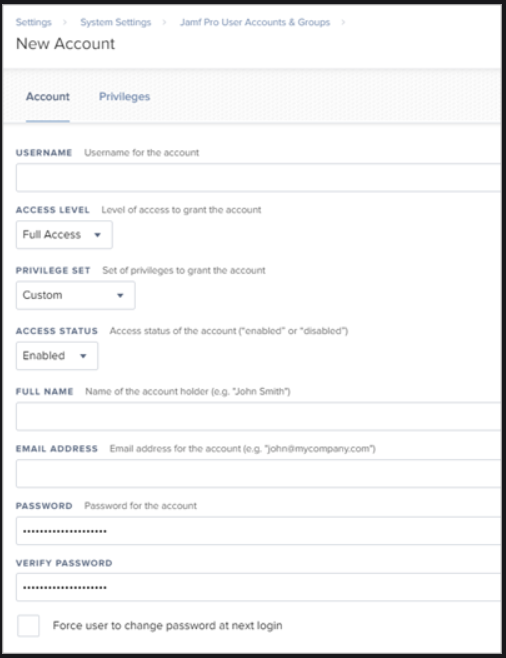 Settings > System Settings > Jamf Pro User Accounts & Groups >
New Account
Account Privileges
USERNAME Username for the account
ACCESS LEVEL Level of access to grant the account
Full Access
PRIVILEGE SET Set of privileges to grant the account
Custom
ACCESS STATUS Access status of the account ("enabled" or "disabled")
Enabled
FULL NAME Name of the account holder (e.g. "John Smith")
EMAIL ADDRESS Email address for the account (e.g. "john@mycompany.com")
PASSWORD Password for the account
••••••••••••••••••••
VERIFY PASSWORD
••••••••••••••••••••
Force user to change password at next login